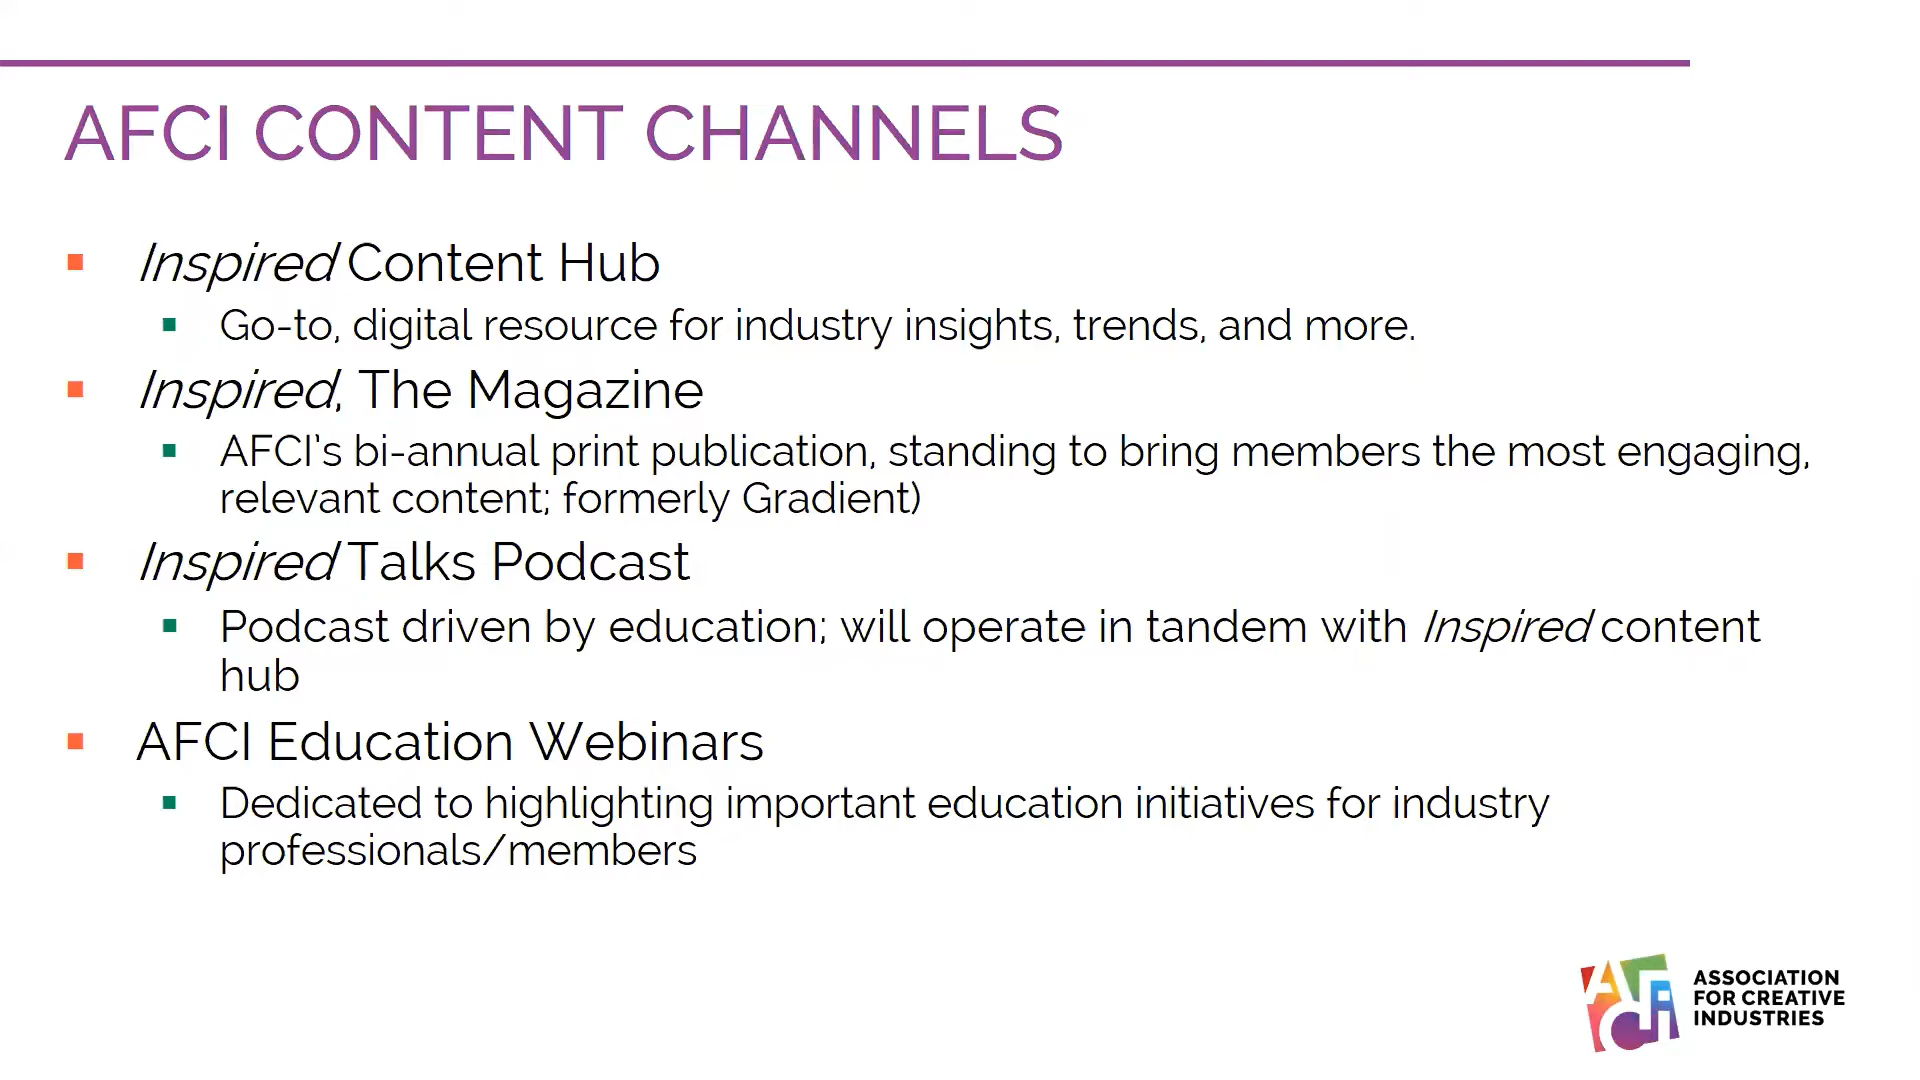 AFCI CONTENT CHANNELS
Inspired Content Hub
Go-to, digital resource for industry insights, trends, and more.
Inspired, The Magazine
AFCI's bi-annual print publication, standing to bring members the most engaging,
relevant content; formerly Gradient)
Inspired Talks Podcast
Podcast driven by education; will operate in tandem with Inspired content
hub
AFCI Education Webinars
Dedicated to highlighting important education initiatives for industry
professionals/members
AFCi
ASSOCIATION
FOR CREATIVE
INDUSTRIES